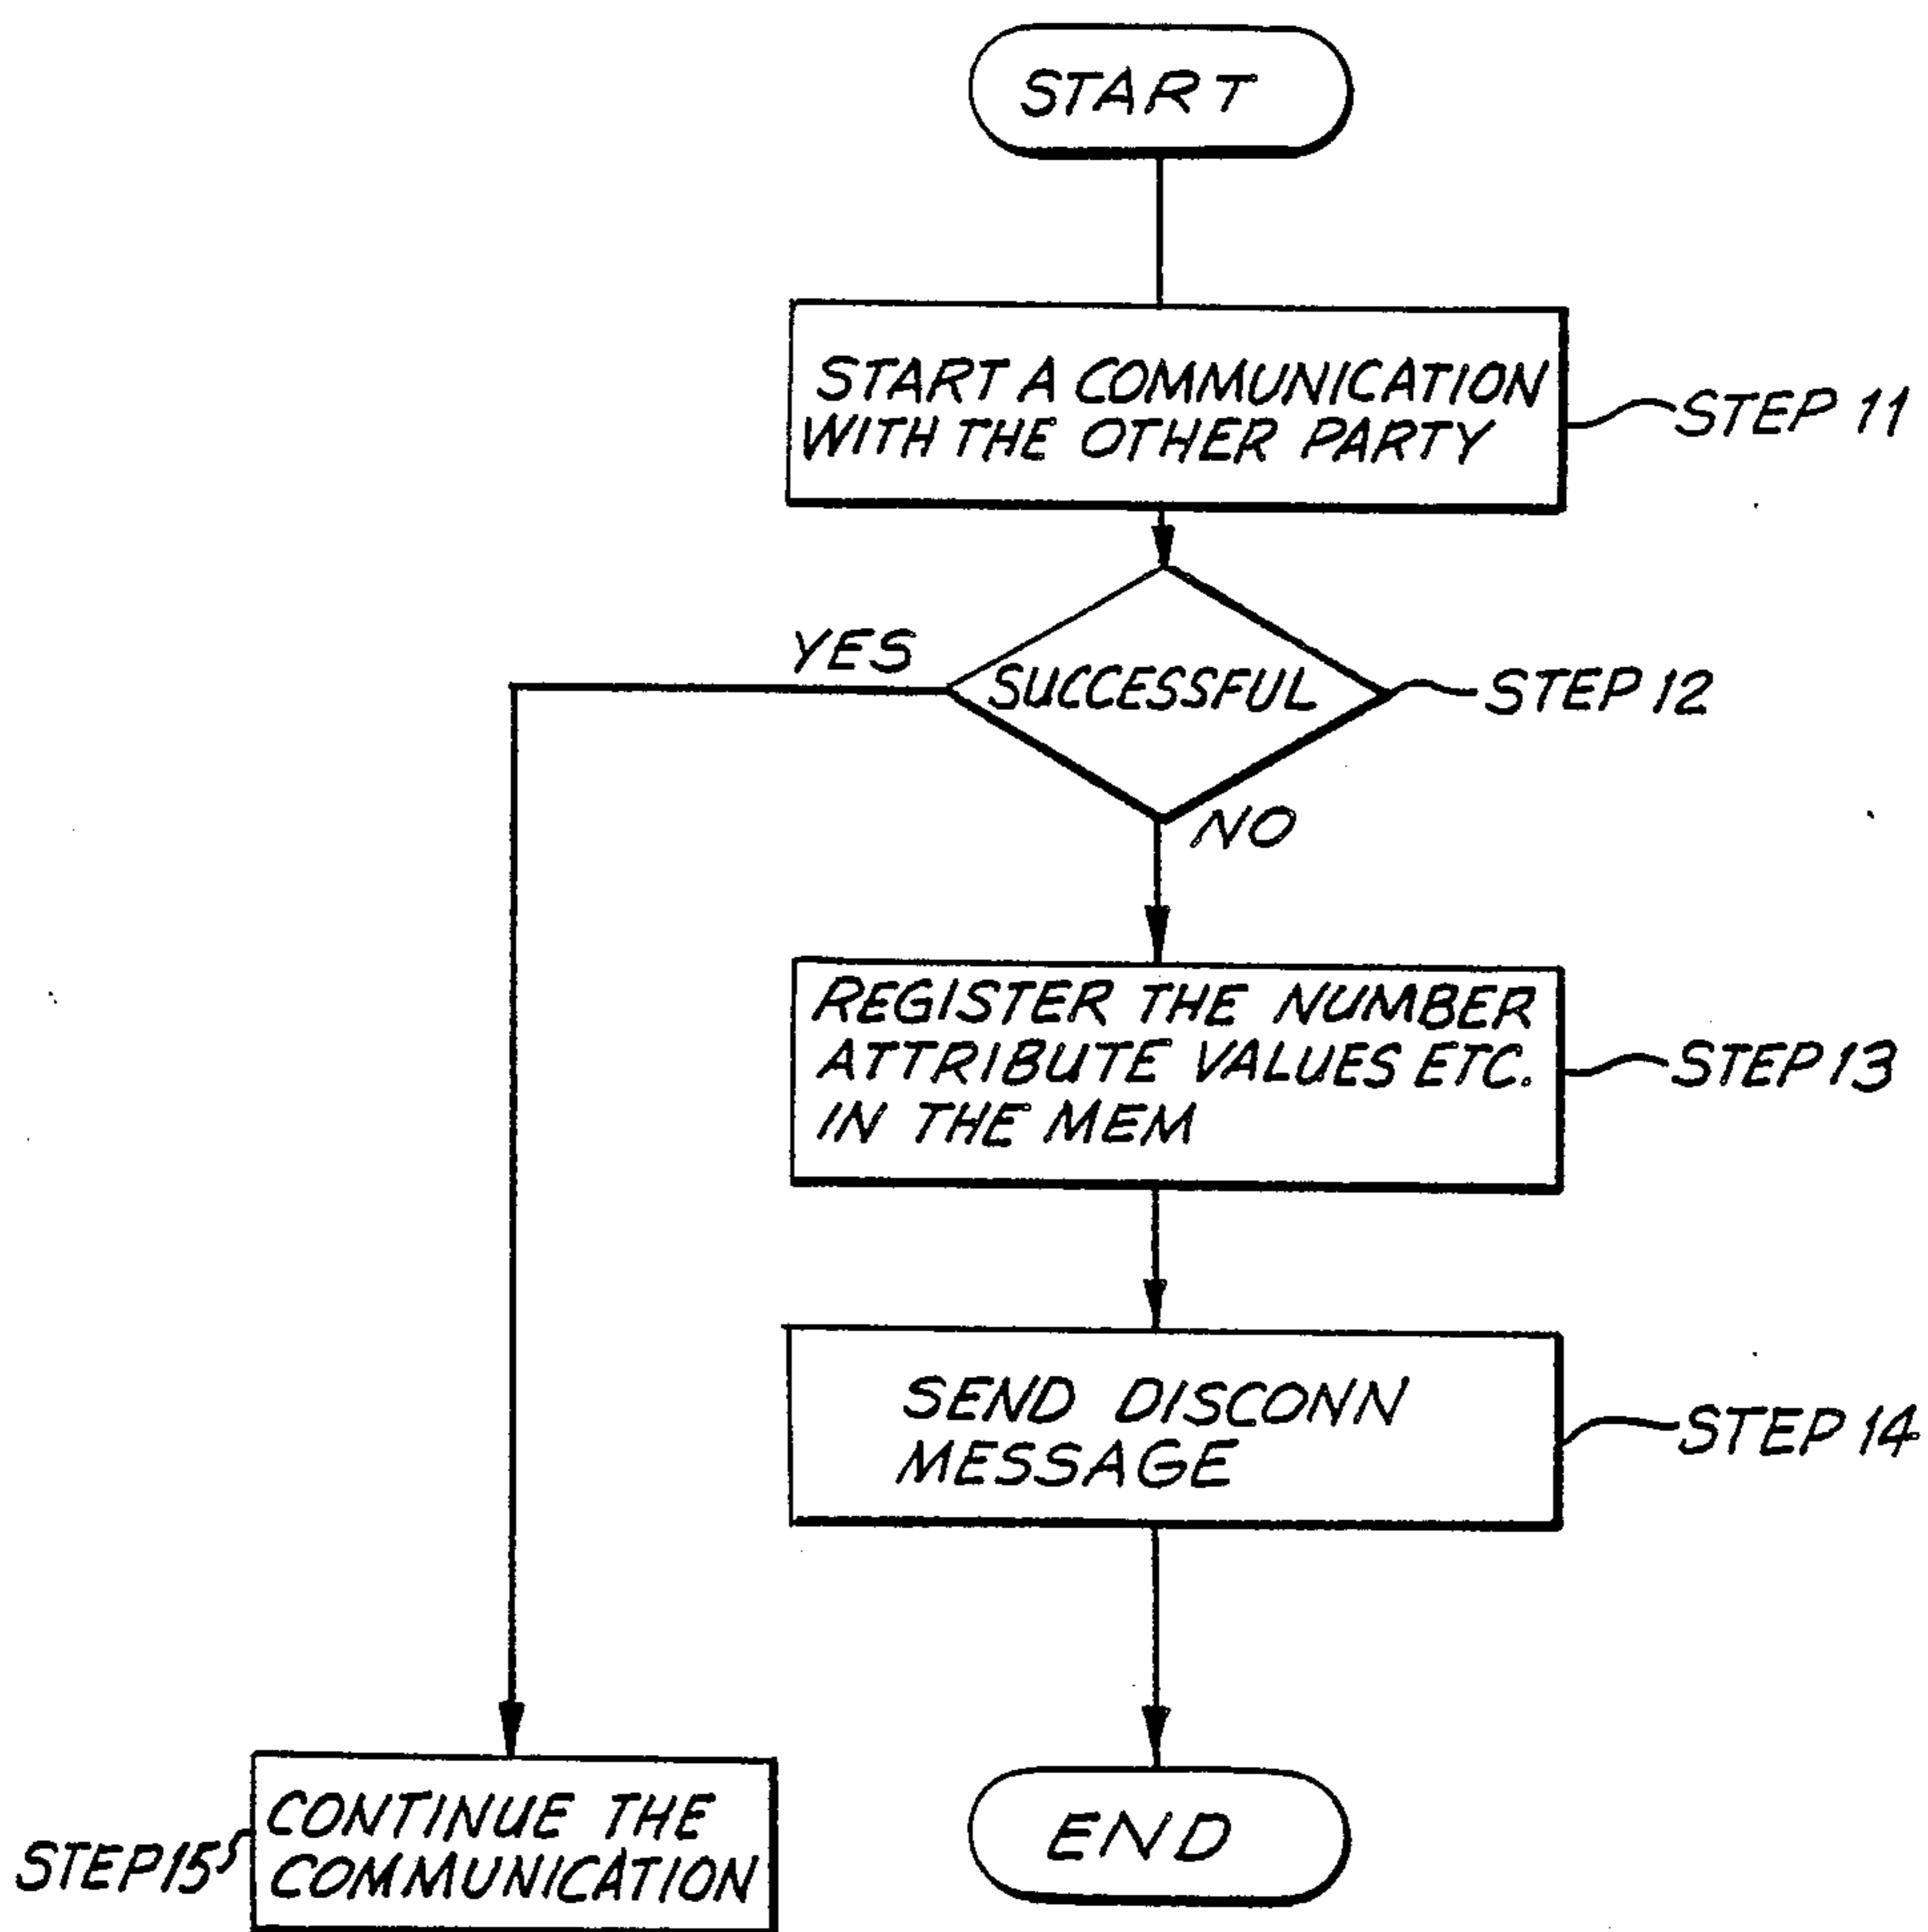 START
START A COMMUNICATION
WITH THE OTHER PARTY
STEP 11
YES
SUCCESSFUL
STEP 12
NO
REGISTER THE NUMBER
ATTRIBUTE VALUES ETC.
IN THE MEM
STEP 13
SEND DISCONN
MESSAGE
STEP 14
CONTINUE THE
COMMUNICATION
STEP 15
END